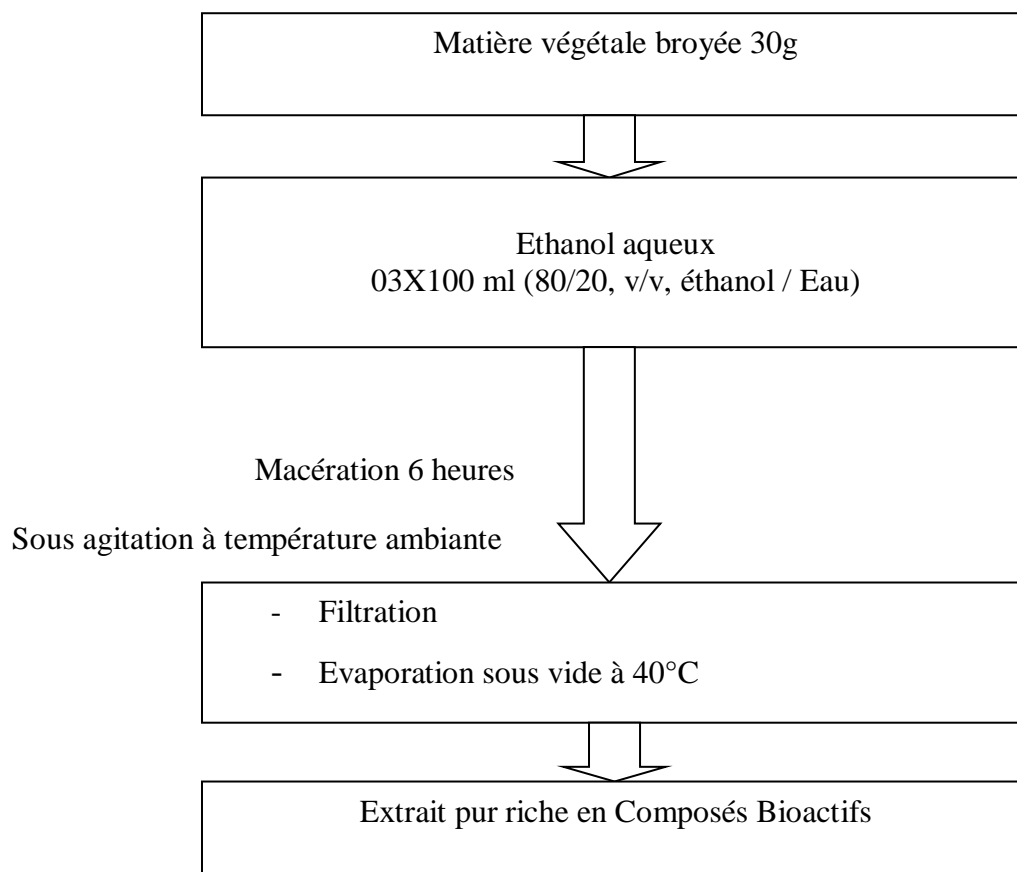 Matière végétale broyée 30g
Ethanol aqueux
03X100 ml (80/20, v/v, éthanol / Eau)
Macération 6 heures
Sous agitation à température ambiante
- Filtration
- Evaporation sous vide à 40°C
Extrait pur riche en Composés Bioactifs